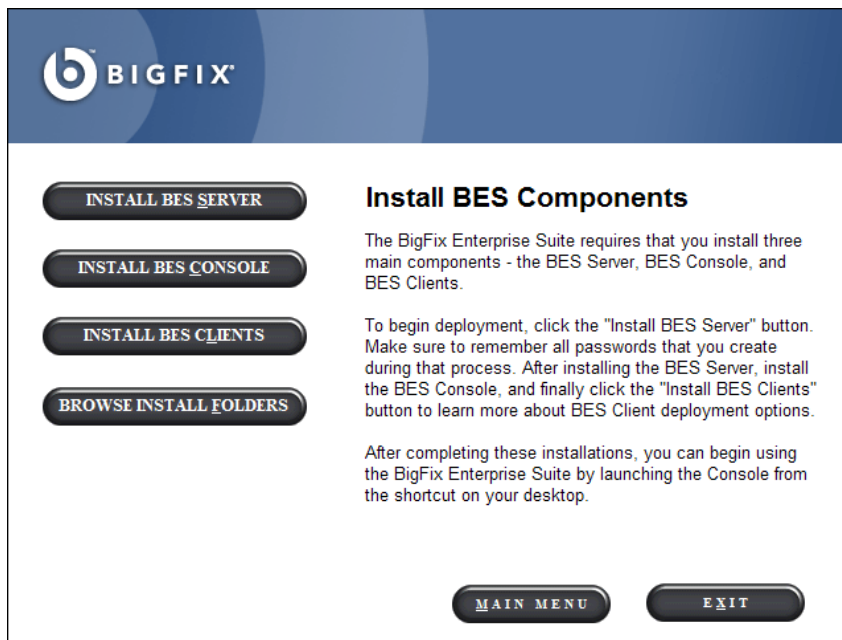 BIGFIX®
INSTALL BES SERVER
INSTALL BES CONSOLE
INSTALL BES CLIENTS
BROWSE INSTALL FOLDERS
Install BES Components
The BigFix Enterprise Suite requires that you install three
main components - the BES Server, BES Console, and
BES Clients.
To begin deployment, click the "Install BES Server" button.
Make sure to remember all passwords that you create
during that process. After installing the BES Server, install
the BES Console, and finally click the "Install BES Clients"
button to learn more about BES Client deployment options.
After completing these installations, you can begin using
the BigFix Enterprise Suite by launching the Console from
the shortcut on your desktop.
MAIN MENU
EXIT